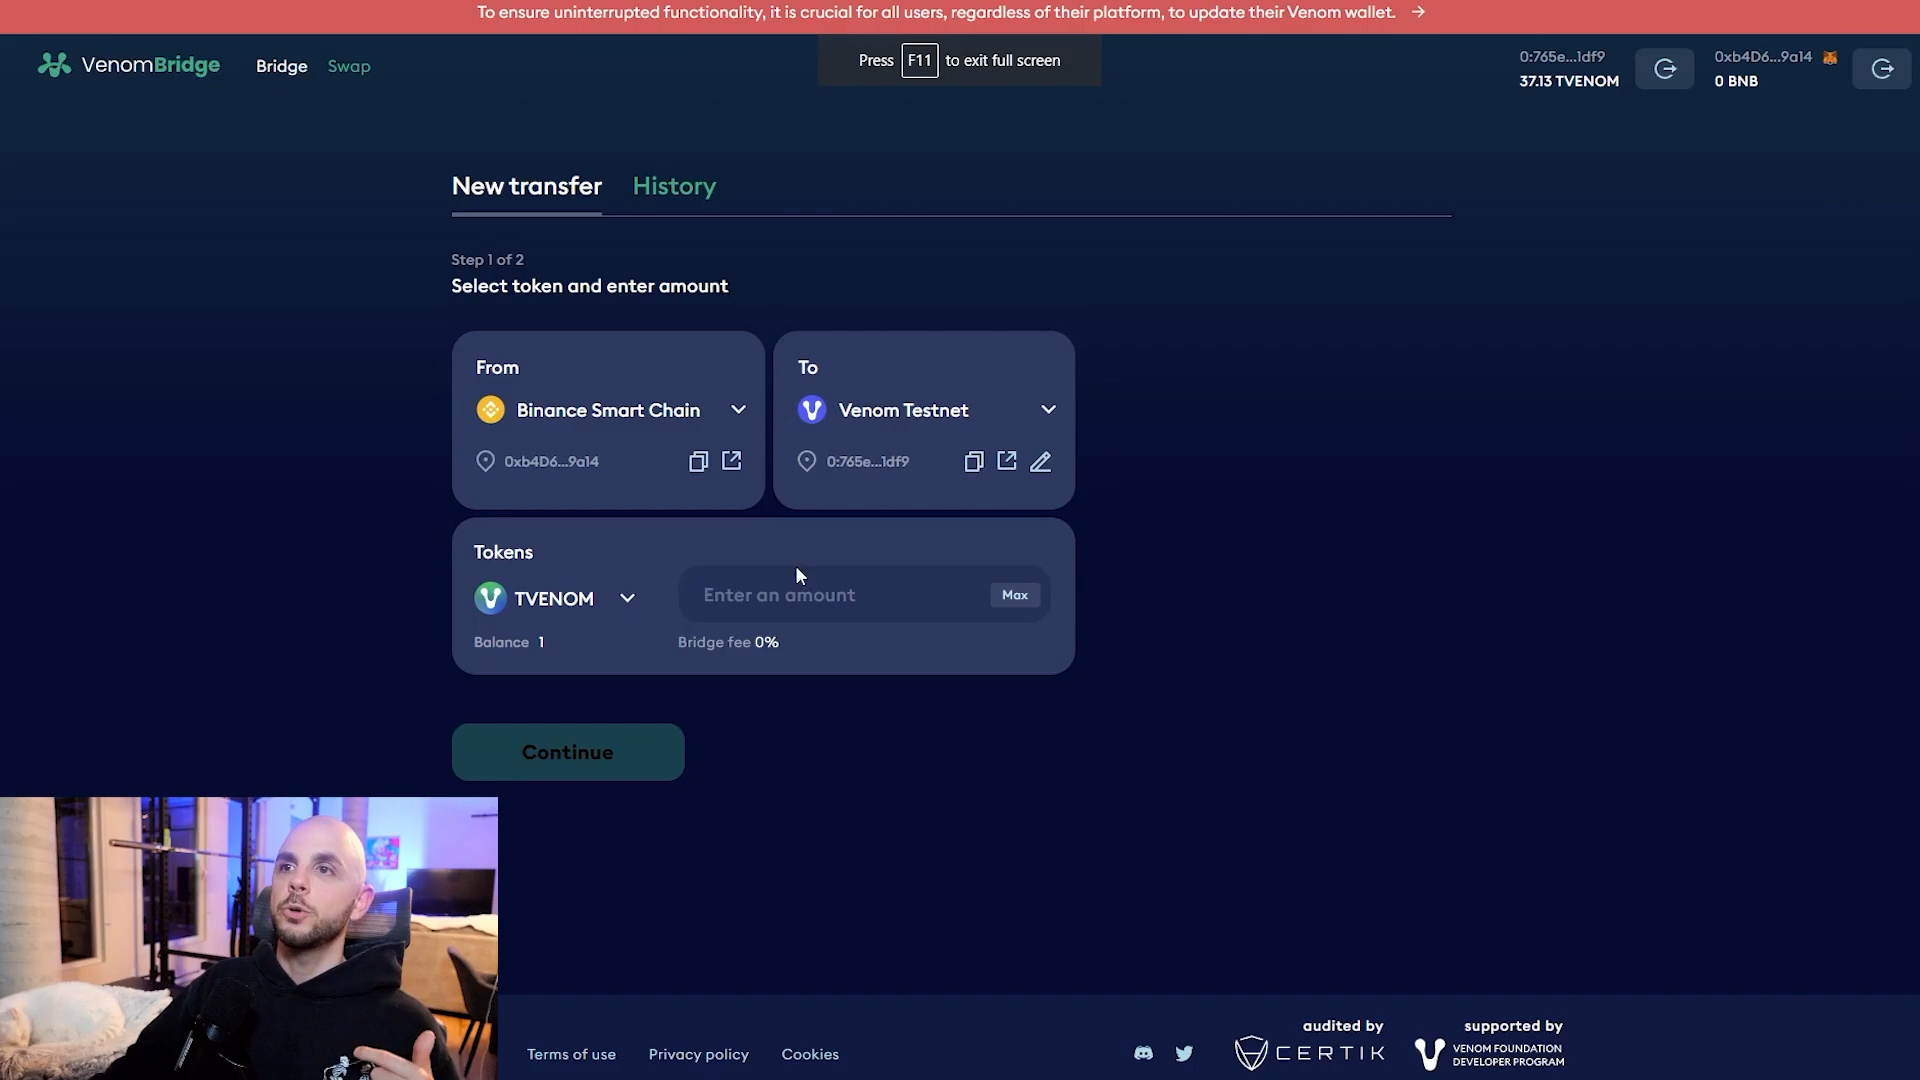 To ensure uninterrupted functionality, it is crucial for all users, regardless of their platform, to update their Venom wallet. →
VenomBridge
Bridge
Swap
Press F11 to exit full screen
0:765e...1df9
37.13 TVENOM
0xb4D6...9a14
0 BNB
New transfer
History
Step 1 of 2
Select token and enter amount
From
Binance Smart Chain
0xb4D6...9a14
To
Venom Testnet
0:765e...1df9
Tokens
TVENOM
Enter an amount
Max
Balance 1
Bridge fee 0%
Continue
Terms of use
Privacy policy
Cookies
audited by
CERTIK
supported by
VENOM FOUNDATION
DEVELOPER PROGRAM